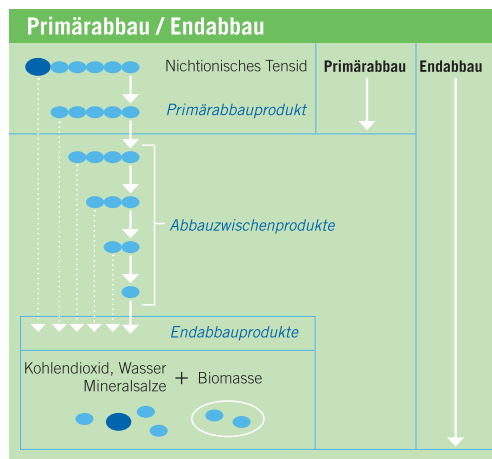 Primärabbau / Endabbau
Nichtionisches Tensid
Primärabbau
Endabbau
Primärabbauprodukt
Abbauzwischenprodukte
Endabbauprodukte
Kohlendioxid, Wasser
Mineralsalze
+
Biomasse